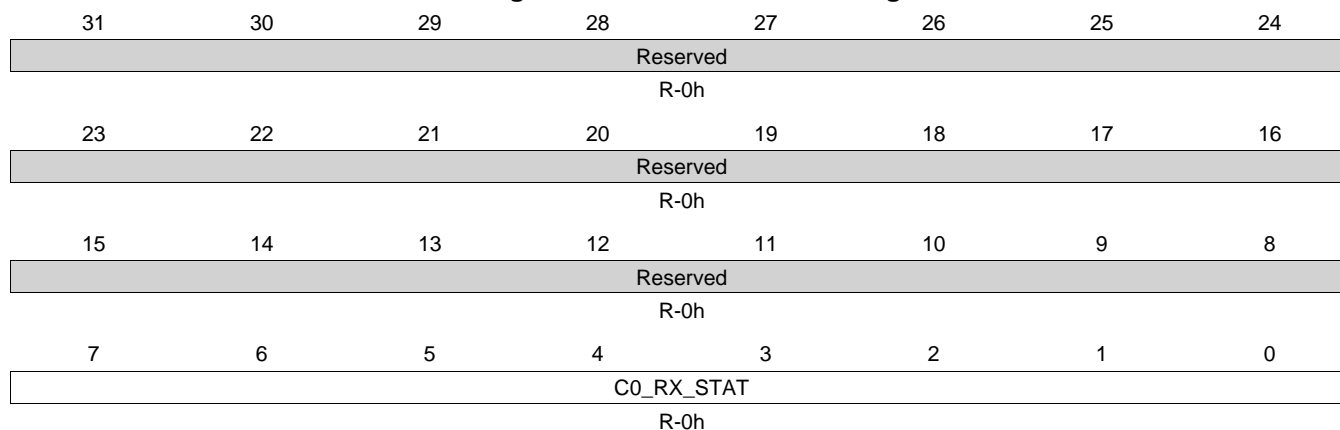 31 30 29 28 27 26 25 24
Reserved
R-0h
23 22 21 20 19 18 17 16
Reserved
R-0h
15 14 13 12 11 10 9 8
Reserved
R-0h
7 6 5 4 3 2 1 0
C0_RX_STAT
R-0h